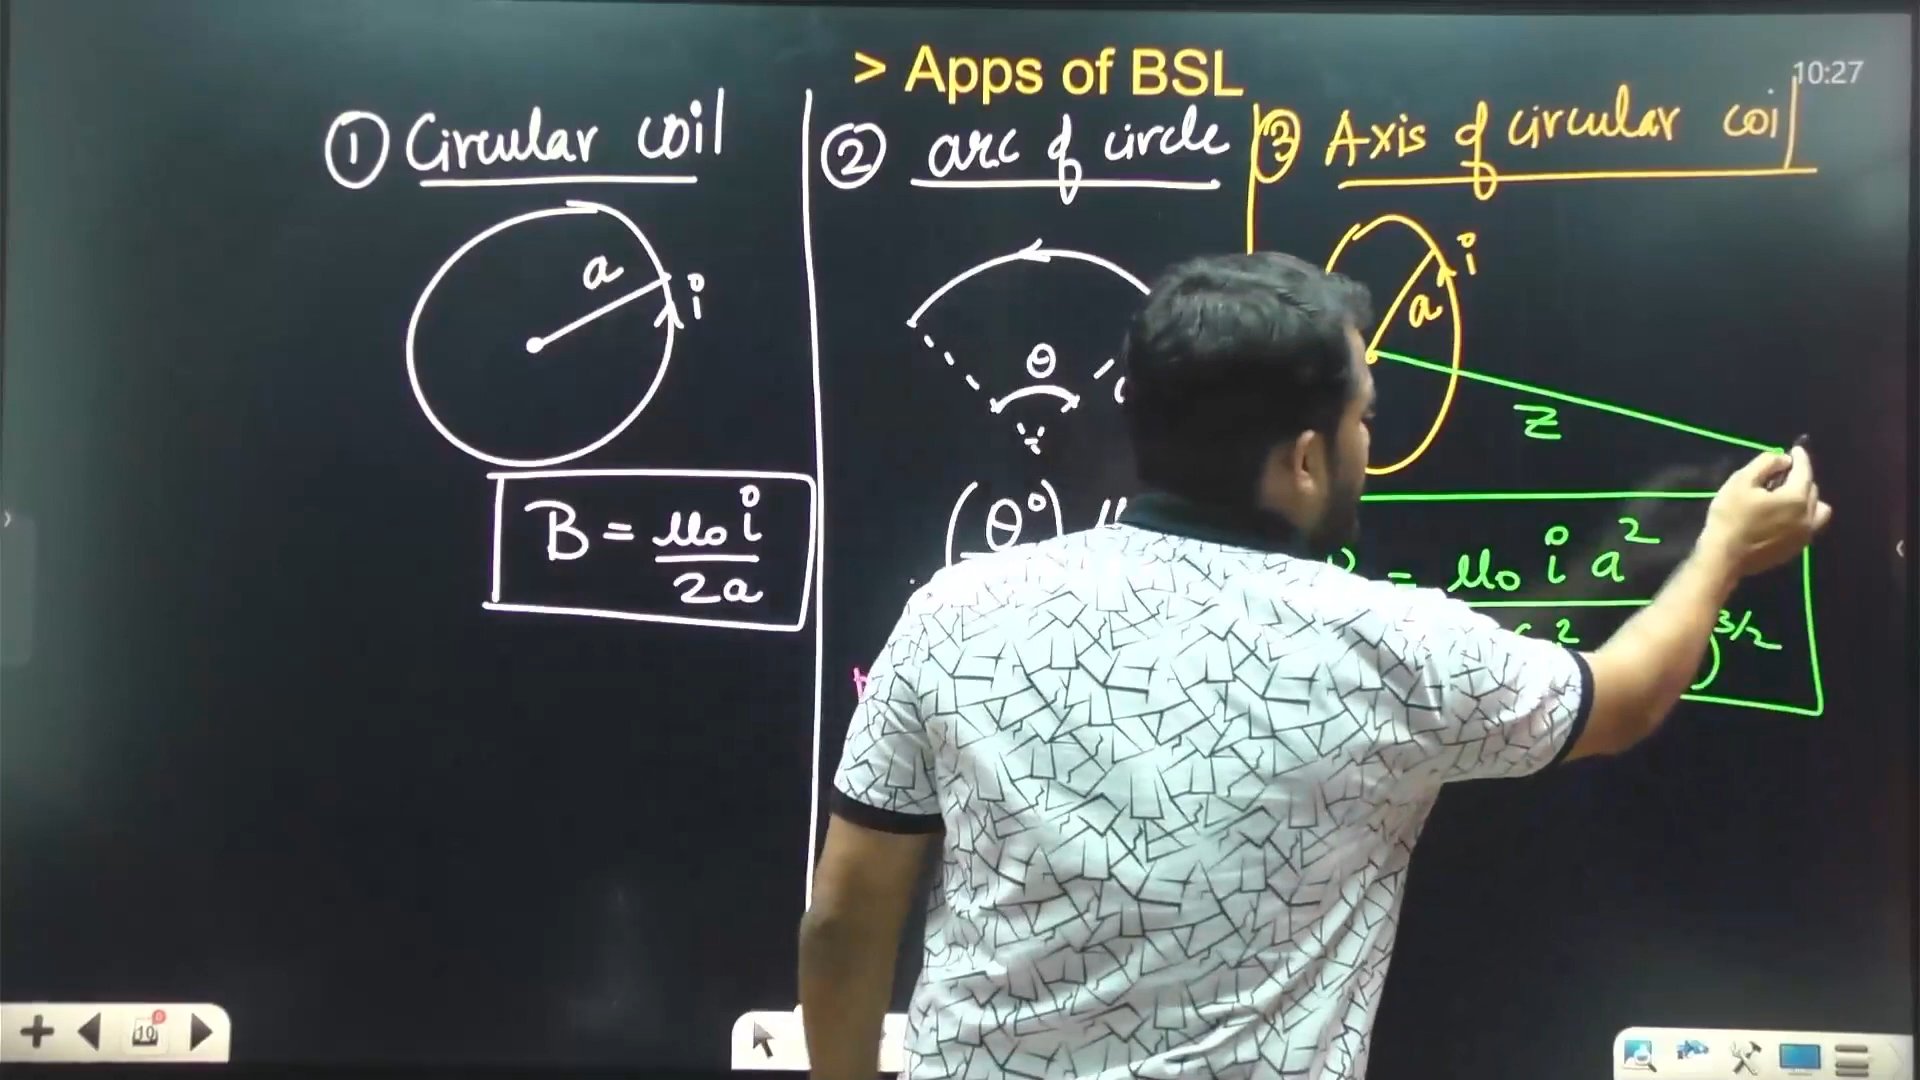 > Apps of BSL
10:27
① Circular coil
a
i
B = μ₀i
2a
② arc of circle
θ
(θ°)
③ Axis of circular coil
i
a
z
= μ₀ i a²
)^3/2
10